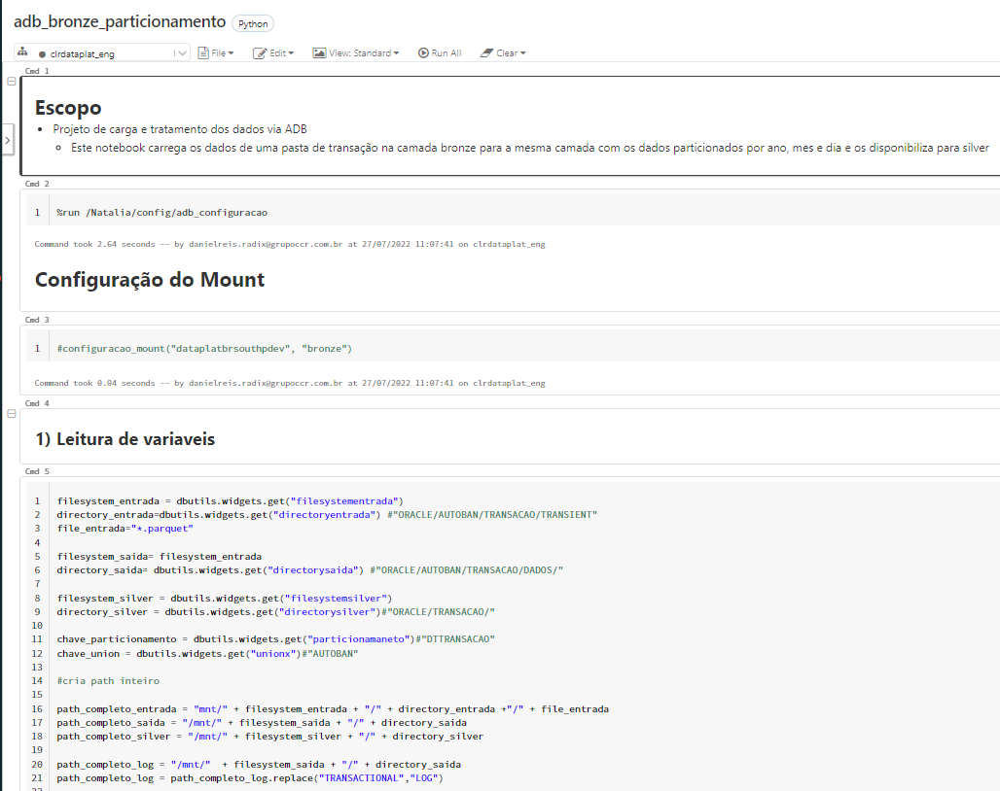 adb_bronze_particionamento Python
clrdataplat_eng File Edit View: Standard Run All Clear
Cmd 1
Escopo
• Projeto de carga e tratamento dos dados via ADB
◦ Este notebook carrega os dados de uma pasta de transação na camada bronze para a mesma camada com os dados particionados por ano, mes e dia e os disponibiliza para silver
Cmd 2
1 %run /Natalia/config/adb_configuracao
Command took 2.64 seconds -- by danielreis.radix@grupoccr.com.br at 27/07/2022 11:07:41 on clrdataplat_eng
Configuração do Mount
Cmd 3
1 #configuracao_mount("dataplatbrsouthpdev", "bronze")
Command took 0.04 seconds -- by danielreis.radix@grupoccr.com.br at 27/07/2022 11:07:41 on clrdataplat_eng
Cmd 4
1) Leitura de variaveis
Cmd 5
1 filesystem_entrada = dbutils.widgets.get("filesystementrada")
2 directory_entrada=dbutils.widgets.get("directoryentrada") #"ORACLE/AUTOBAN/TRANSACAO/TRANSIENT"
3 file_entrada="*.parquet"
4
5 filesystem_saida= filesystem_entrada
6 directory_saida= dbutils.widgets.get("directorysaida") #"ORACLE/AUTOBAN/TRANSACAO/DADOS/"
7
8 filesystem_silver = dbutils.widgets.get("filesystemsilver")
9 directory_silver = dbutils.widgets.get("directorysilver")#"ORACLE/TRANSACAO/"
10
11 chave_particionamento = dbutils.widgets.get("particionamaneto")#"DTTRANSACAO"
12 chave_union = dbutils.widgets.get("unionx")#"AUTOBAN"
13
14 #cria path inteiro
15
16 path_completo_entrada = "mnt/" + filesystem_entrada + "/" + directory_entrada +"/" + file_entrada
17 path_completo_saida = "/mnt/" + filesystem_saida + "/" + directory_saida
18 path_completo_silver = "/mnt/" + filesystem_silver + "/" + directory_silver
19
20 path_completo_log = "/mnt/"  + filesystem_saida + "/" + directory_saida
21 path_completo_log = path_completo_log.replace("TRANSACTIONAL","LOG")
22